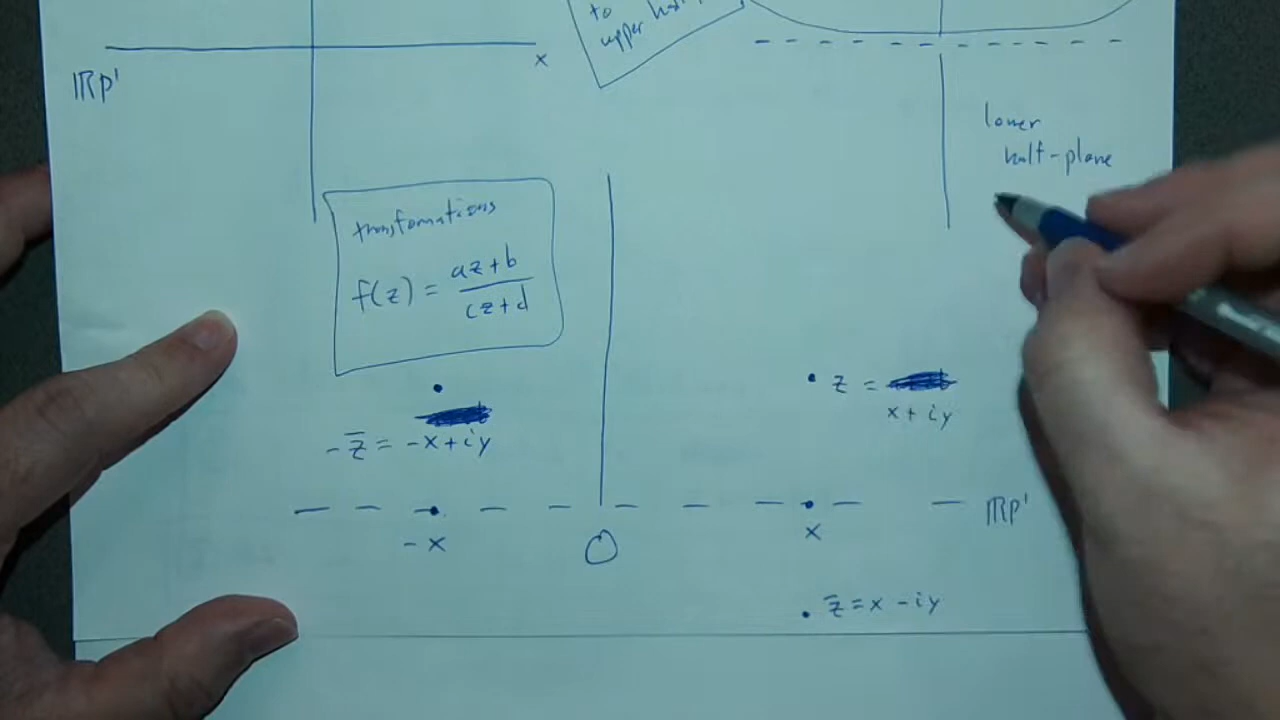 to
upper half
x
ℝP¹
lower
half-plane
transformations
f(z) = az+b
cz+d
z =
x + iy
-z̅ = -x+iy
ℝP¹
-x
0
x
z̅ = x - iy